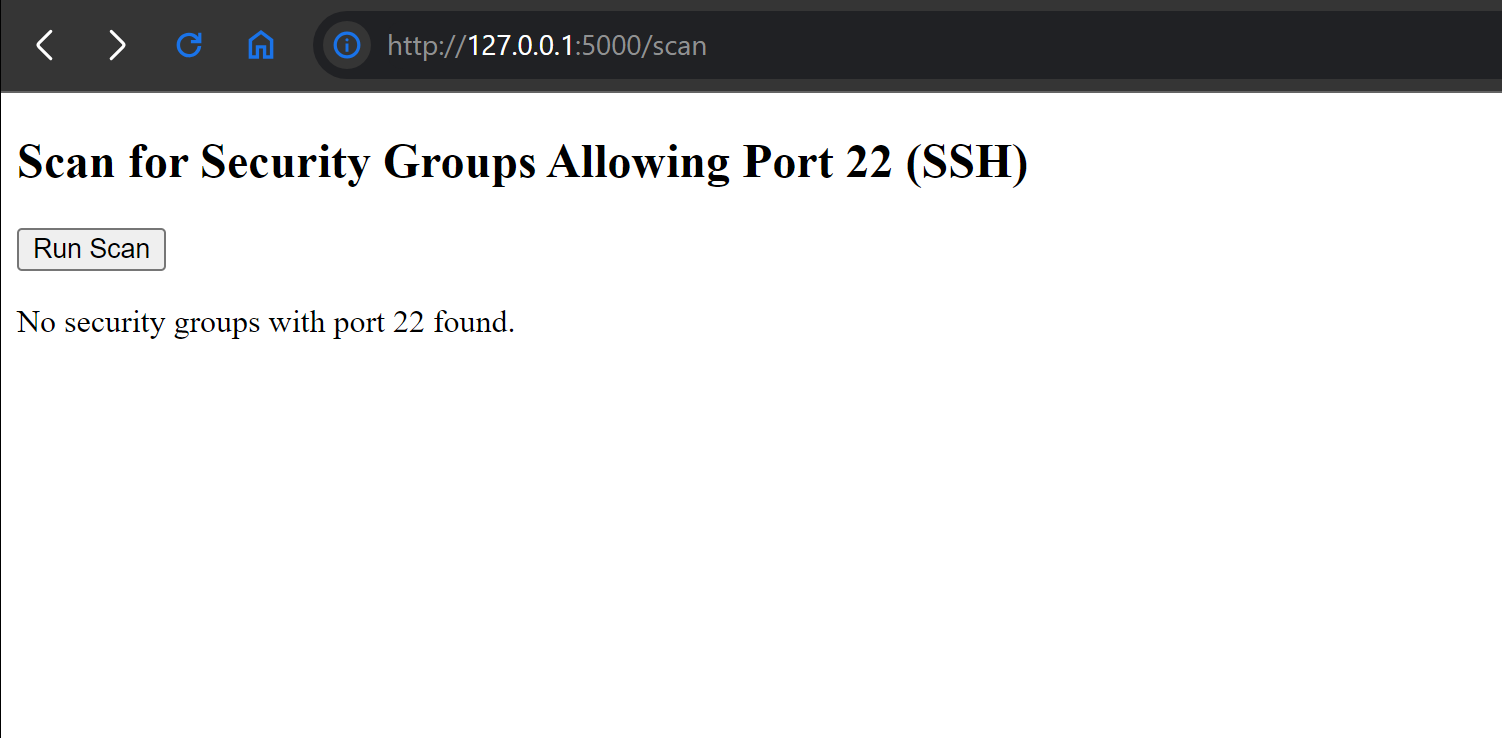 http://127.0.0.1:5000/scan
Scan for Security Groups Allowing Port 22 (SSH)
Run Scan
No security groups with port 22 found.